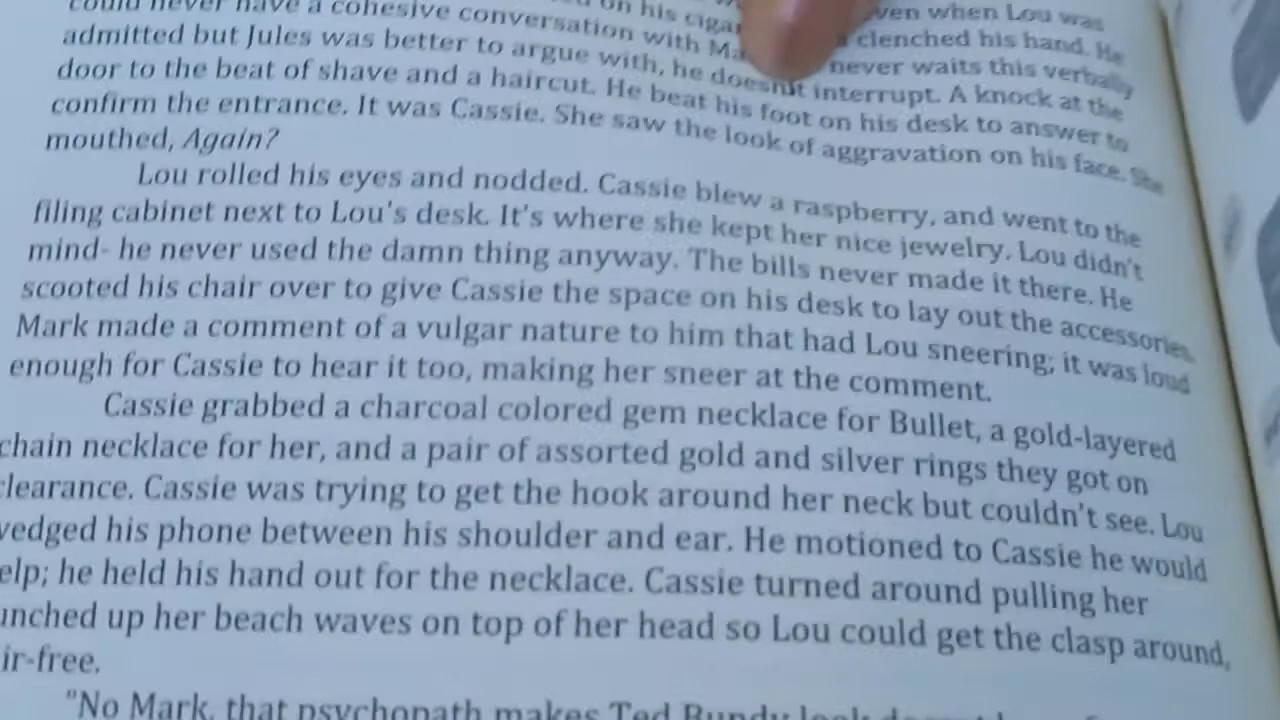 could never have a cohesive conversation with on his cigar even when Lou was
admitted but Jules was better to argue with, he clenched his hand. He
door to the beat of shave and a haircut. He beat his doesn't interrupt. never waits this verbally
confirm the entrance. It was Cassie. She saw the foot on his desk to answer to A knock at the
mouthed, Again? look of aggravation on his face. She
Lou rolled his eyes and nodded. Cassie blew a raspberry, and went to the
filing cabinet next to Lou's desk. It's where she kept her nice jewelry. Lou didn't
mind- he never used the damn thing anyway. The bills never made it there. He
scooted his chair over to give Cassie the space on his desk to lay out the accessories.
Mark made a comment of a vulgar nature to him that had Lou sneering; it was loud
enough for Cassie to hear it too, making her sneer at the comment.
Cassie grabbed a charcoal colored gem necklace for Bullet, a gold-layered
chain necklace for her, and a pair of assorted gold and silver rings they got on
clearance. Cassie was trying to get the hook around her neck but couldn't see. Lou
wedged his phone between his shoulder and ear. He motioned to Cassie he would
elp; he held his hand out for the necklace. Cassie turned around pulling her
unched up her beach waves on top of her head so Lou could get the clasp around,
ir-free.
"No Mark, that psychopath makes Ted Bundy look